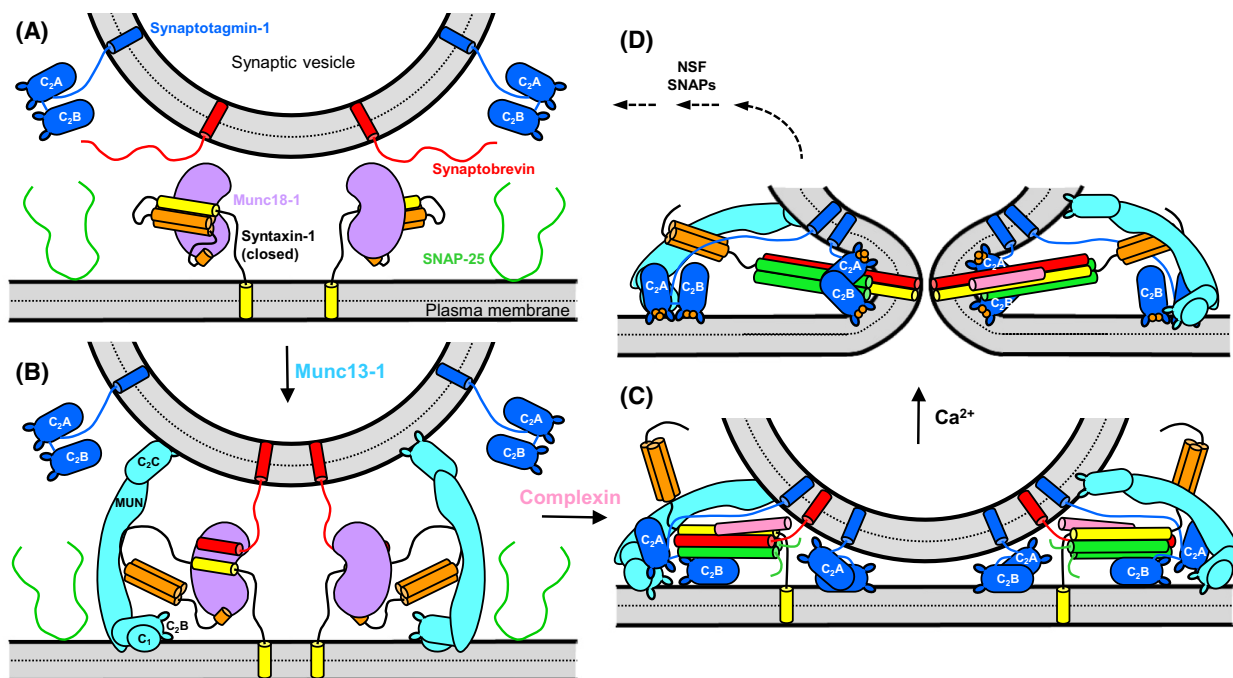 (A)
Synaptotagmin-1
Synaptic vesicle
C₂A
C₂B
C₂A
C₂B
Synaptobrevin
Munc18-1
Syntaxin-1
(closed)
SNAP-25
Plasma membrane
Munc13-1
(B)
C₂A
C₂B
C₂A
C₂B
C₂C
MUN
C₂B
C₁
Complexin
(D)
NSF
SNAPs
C₂A
C₂B
C₂A
C₂B
C₂A
C₂B
C₂B
Ca²⁺
(C)
C₂A
C₂B
C₂A
C₂A
C₂B
C₂B
C₂A